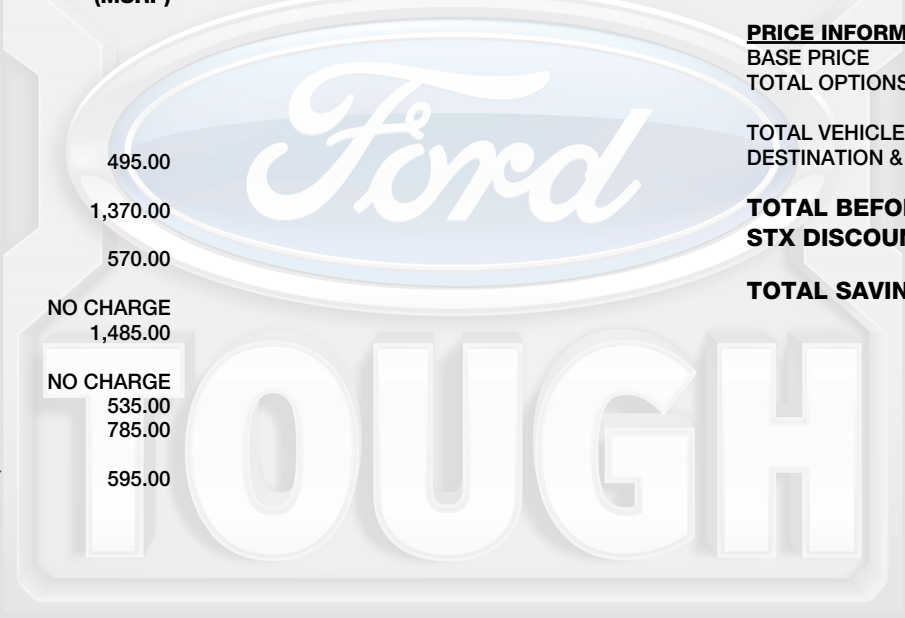 (MSRP)
495.00
1,370.00
570.00
NO CHARGE
1,485.00
NO CHARGE
535.00
785.00
595.00
PRICE INFORM
BASE PRICE
TOTAL OPTIONS
TOTAL VEHICLE
DESTINATION &
TOTAL BEFO
STX DISCOU
TOTAL SAVIN
Ford
TOUGH